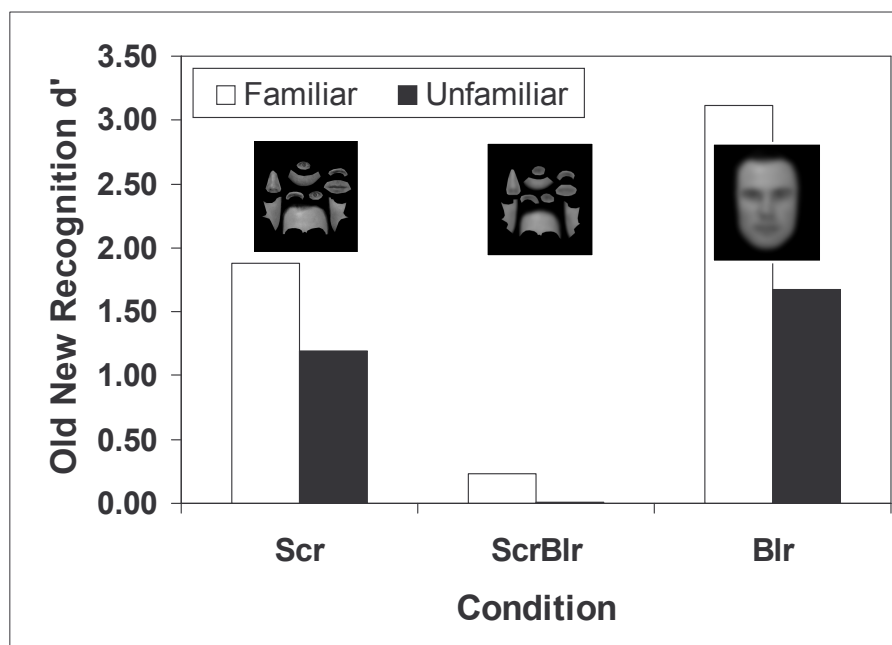 Old New Recognition d'
3.50
3.00
2.50
2.00
1.50
1.00
0.50
0.00
Familiar Unfamiliar
Scr ScrBlr Blr
Condition